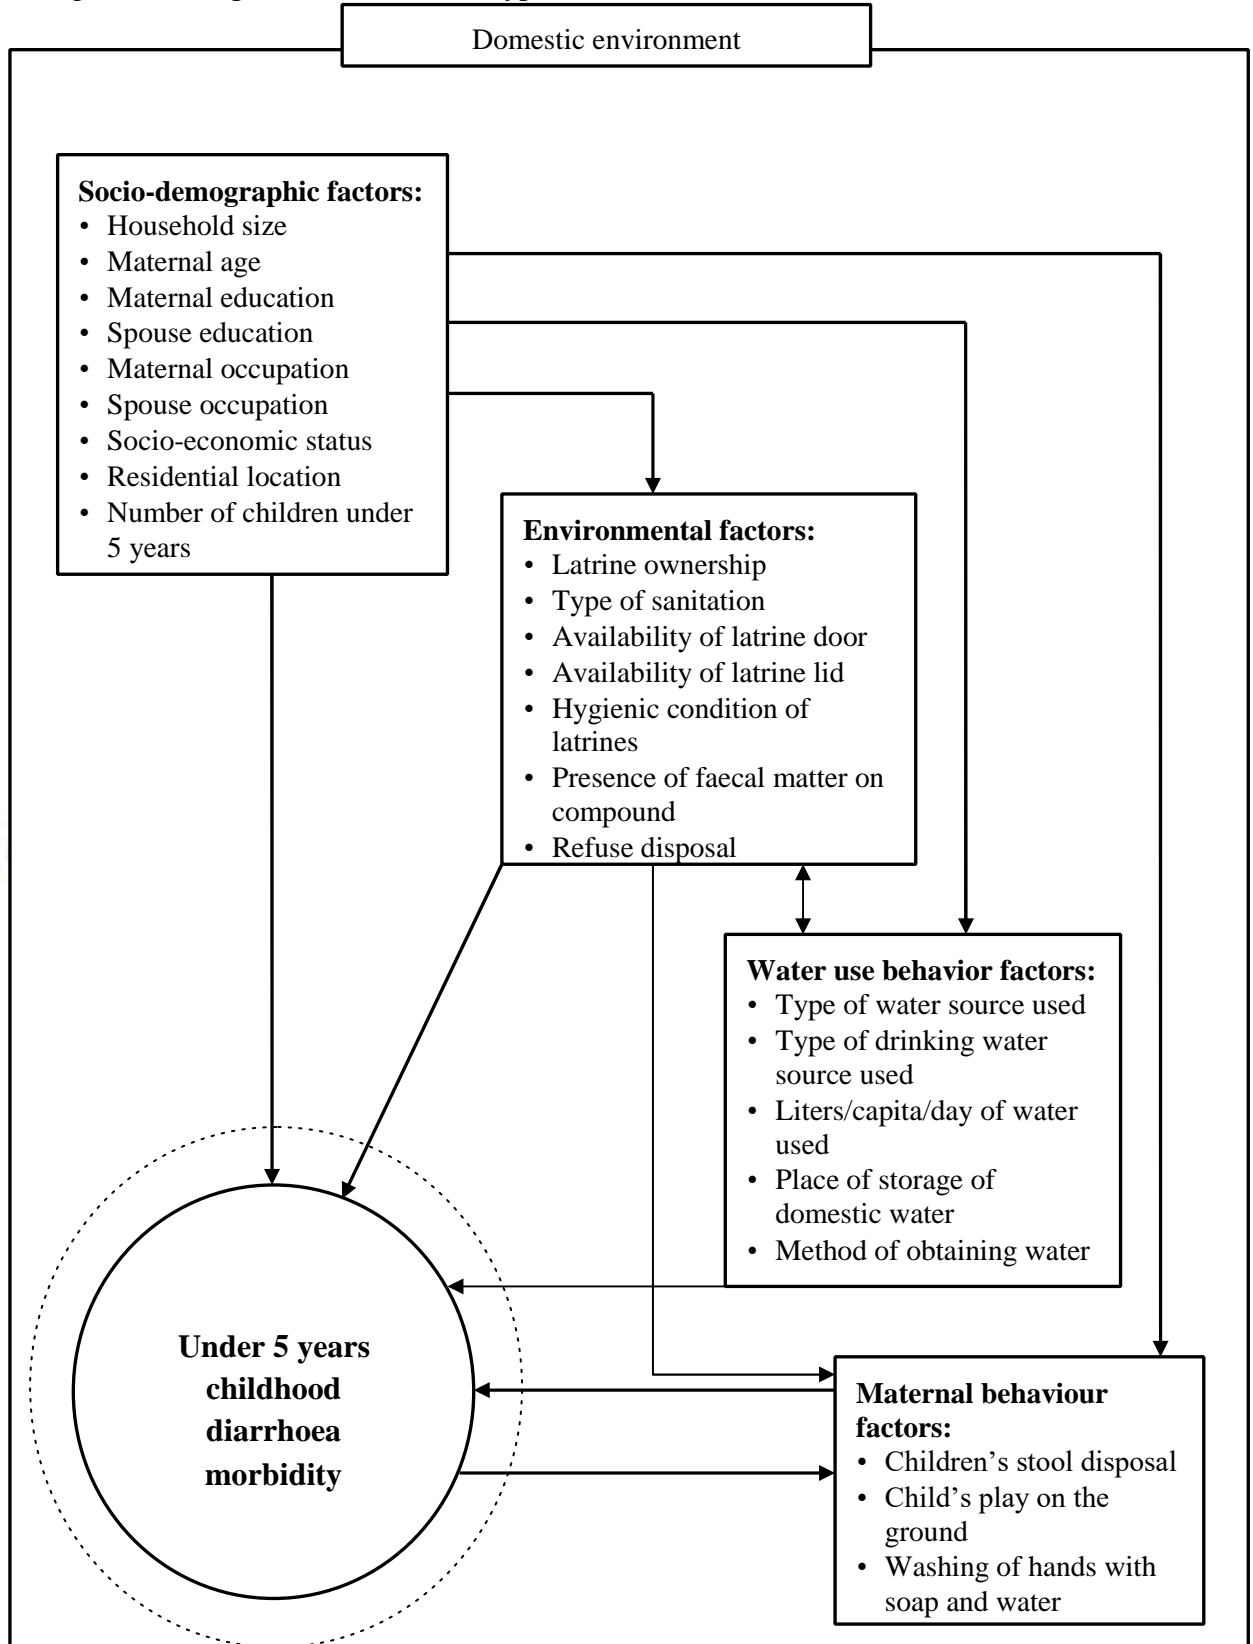 Domestic environment
Socio-demographic factors:
• Household size
• Maternal age
• Maternal education
• Spouse education
• Maternal occupation
• Spouse occupation
• Socio-economic status
• Residential location
• Number of children under
5 years
Environmental factors:
• Latrine ownership
• Type of sanitation
• Availability of latrine door
• Availability of latrine lid
• Hygienic condition of
latrines
• Presence of faecal matter on
compound
• Refuse disposal
Water use behavior factors:
• Type of water source used
• Type of drinking water
source used
• Liters/capita/day of water
used
• Place of storage of
domestic water
• Method of obtaining water
Under 5 years
childhood
diarrhoea
morbidity
Maternal behaviour
factors:
• Children’s stool disposal
• Child’s play on the
ground
• Washing of hands with
soap and water